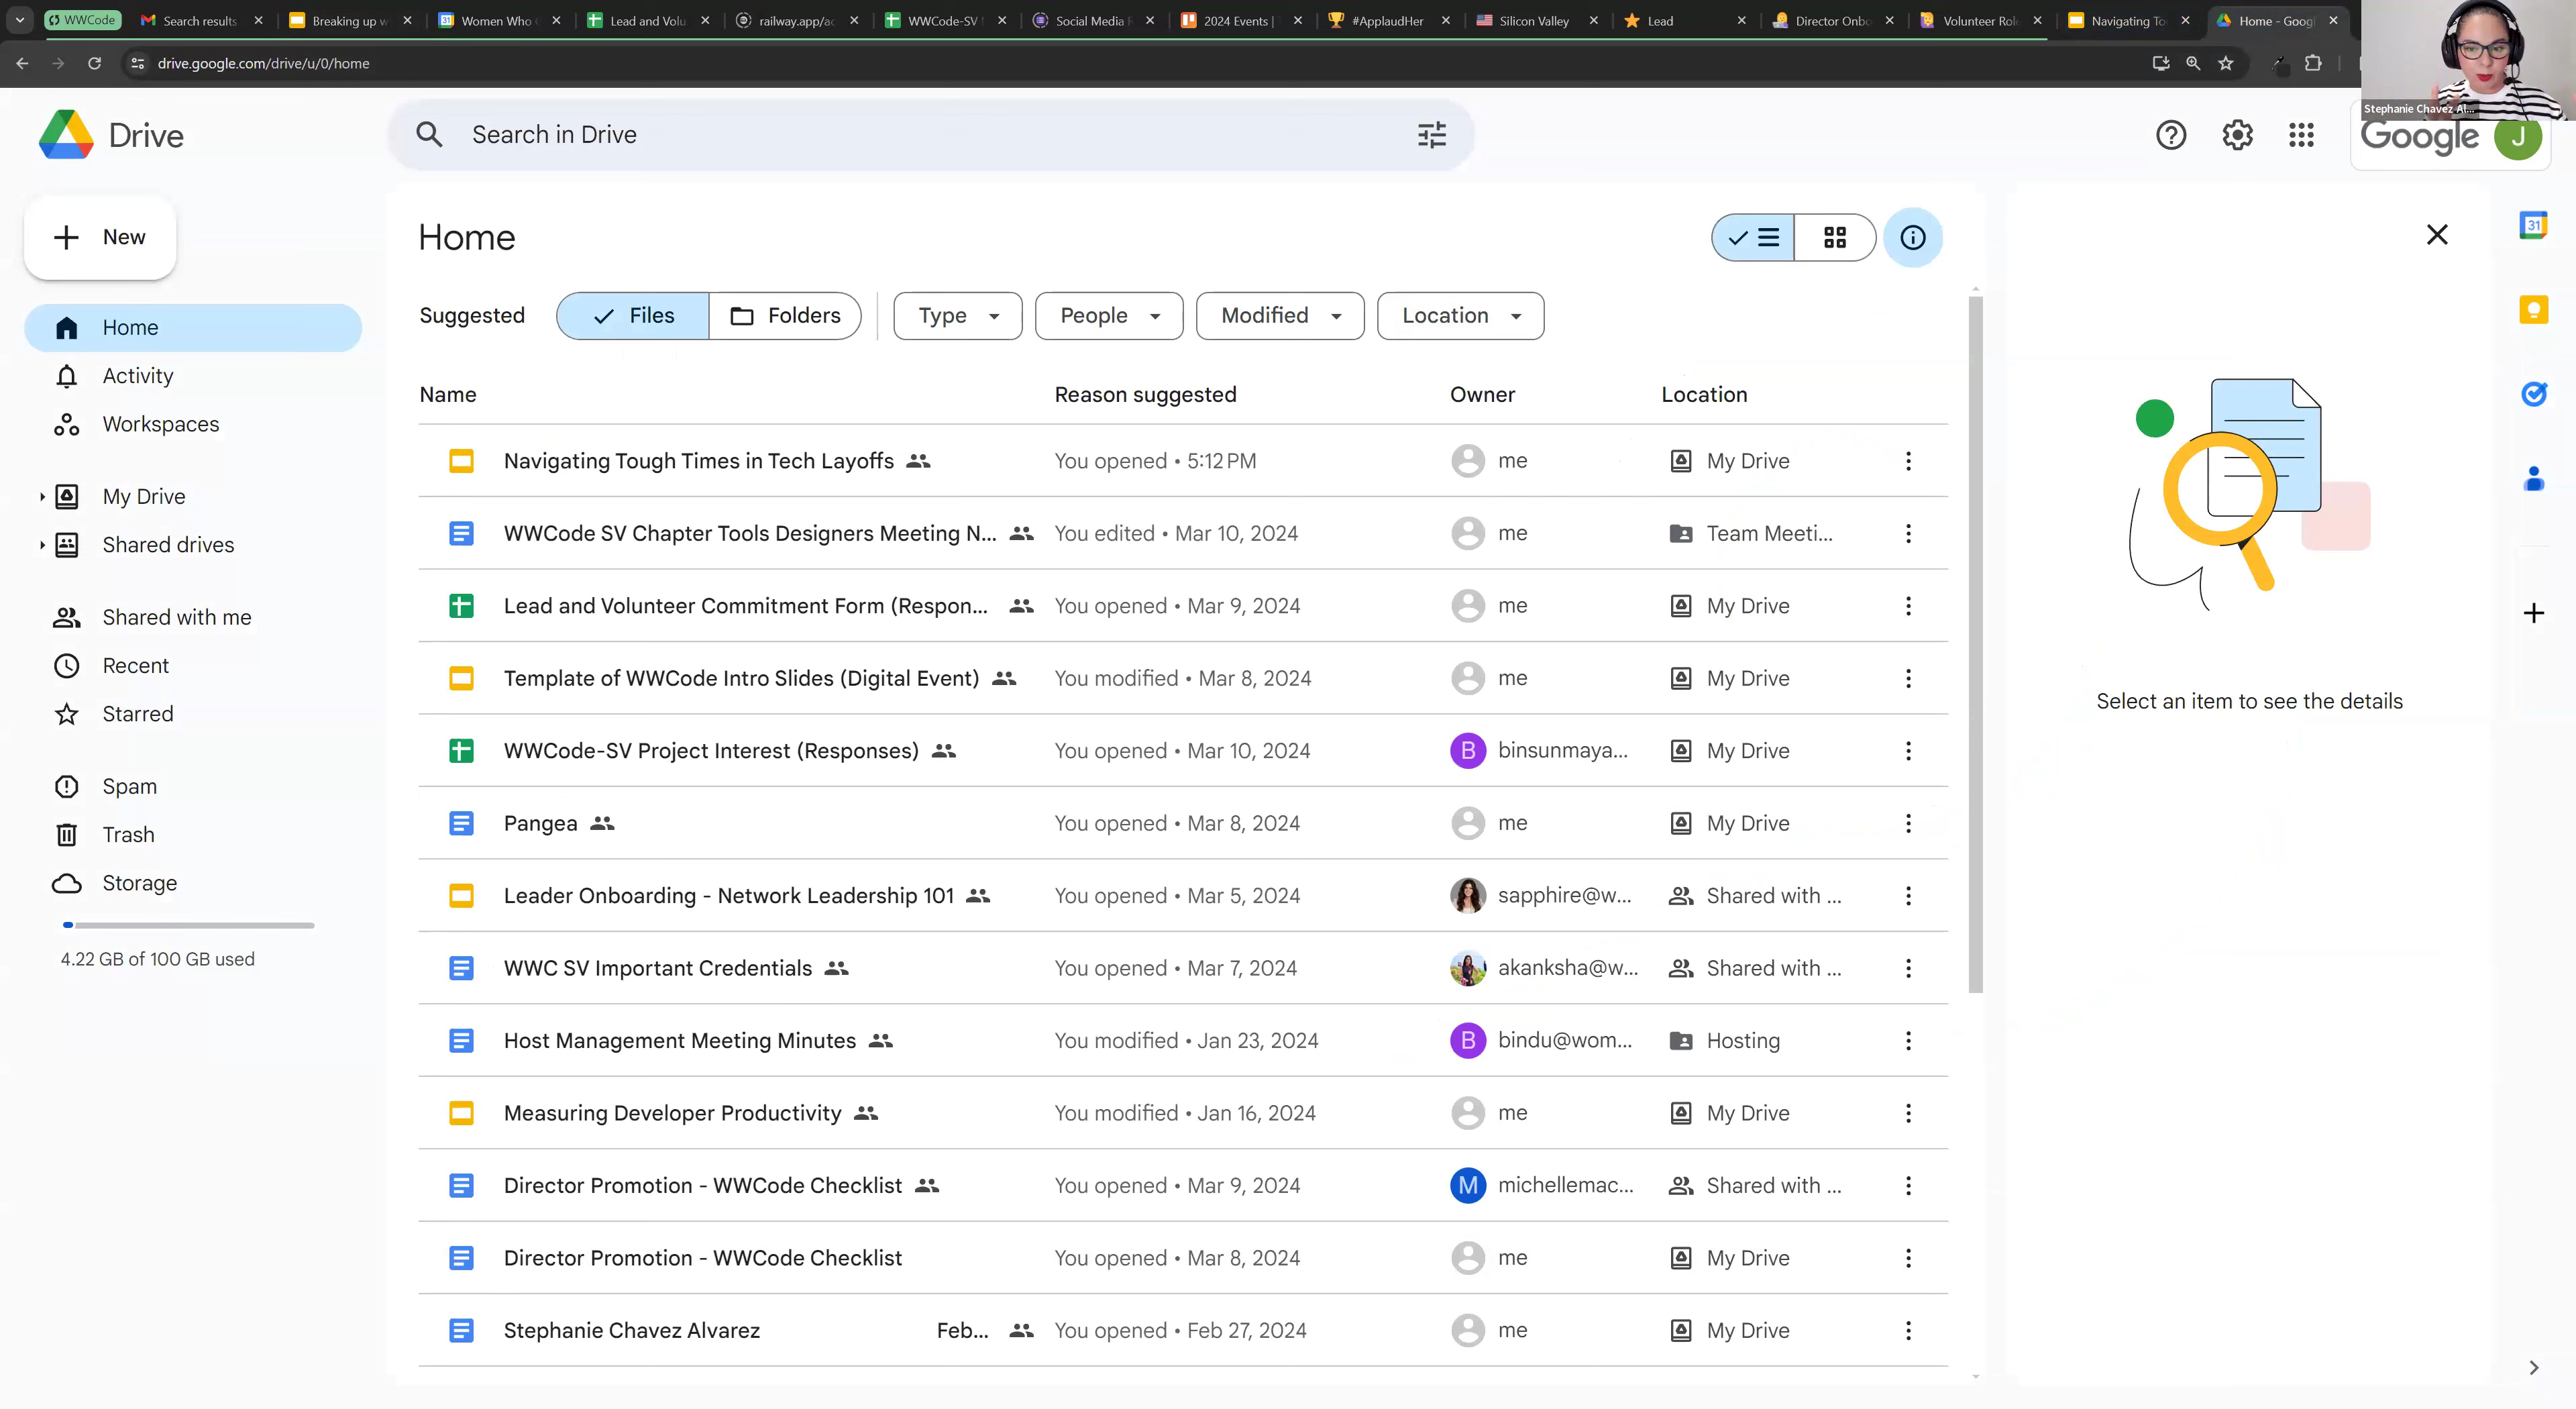 WWCode
Search results
Breaking up w
Women Who
Lead and Volu
railway.app/ac
WWCode-SV
Social Media
2024 Events |
#ApplaudHer
Silicon Valley
Lead
Director Onbo
Volunteer Rol
Navigating To
Home - Googl
drive.google.com/drive/u/0/home
Stephanie Chavez Al...
Drive
Search in Drive
Google
J
New
Home
Activity
Workspaces
My Drive
Shared drives
Shared with me
Recent
Starred
Spam
Trash
Storage
4.22 GB of 100 GB used
Home
Suggested Files Folders Type People Modified Location
Name Reason suggested Owner Location
Navigating Tough Times in Tech Layoffs You opened • 5:12 PM me My Drive
WWCode SV Chapter Tools Designers Meeting N... You edited • Mar 10, 2024 me Team Meeti...
Lead and Volunteer Commitment Form (Respon... You opened • Mar 9, 2024 me My Drive
Template of WWCode Intro Slides (Digital Event) You modified • Mar 8, 2024 me My Drive
WWCode-SV Project Interest (Responses) You opened • Mar 10, 2024 B binsunmaya... My Drive
Pangea You opened • Mar 8, 2024 me My Drive
Leader Onboarding - Network Leadership 101 You opened • Mar 5, 2024 sapphire@w... Shared with ...
WWC SV Important Credentials You opened • Mar 7, 2024 akanksha@w... Shared with ...
Host Management Meeting Minutes You modified • Jan 23, 2024 B bindu@wom... Hosting
Measuring Developer Productivity You modified • Jan 16, 2024 me My Drive
Director Promotion - WWCode Checklist You opened • Mar 9, 2024 M michellemac... Shared with ...
Director Promotion - WWCode Checklist You opened • Mar 8, 2024 me My Drive
Stephanie Chavez Alvarez Feb... You opened • Feb 27, 2024 me My Drive
Select an item to see the details
31